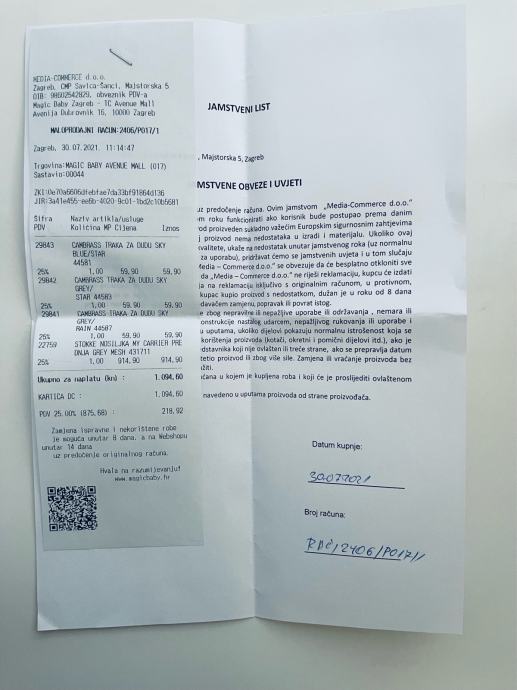 MEDIA-COMMERCE d.o.o.
Zagreb, CMP Savica-Šanci, Majstorska 5
OIB: 98602542829, obveznik PDV-a
Magic Baby Zagreb - TC Avenue Mall
Avenija Dubrovnik 16, 10000 Zagreb
MALOPRODAJNI RAČUN:2406/P017/1
Zagreb, 30.07.2021, 11:14:47
Trgovina:MAGIC BABY AVENUE MALL (017)
Sastavio:00044
Šifra Naziv artikla/usluge
PDV Količina MP Cijena Iznos
29843 CAMBRASS TRAKA ZA DUDU SKY
BLUE/STAR
44581
25% 1,00 59,90 59,90
29842 CAMBRASS TRAKA ZA DUDU SKY
GREY/
STAR 44583
25% 1,00 59,90 59,90
29841 CAMBRASS TRAKA ZA DUDU SKY
GREY/
RAIN 44587
25% 1,00 59,90 59,90
22759 STOKKE NOSILJKA MY CARRIER PRE
DNJA GREY MESH 431711
25% 1,00 914,90 914,90
Ukupno za naplatu (kn) : 1.094,60
KARTICA DC : 1.094,60
PDV 25.00% (875,68) : 218,92
Zamjena ispravne i nekorištene robe
je moguća unutar 8 dana, a na Webshopu
unutar 14 dana
uz predočenje originalnog računa.
Hvala na razumijevanju!
www.magicbaby.hr
JAMSTVENI LIST
, Majstorska 5, Zagreb
MSTVENE OBVEZE I UVJETI
uz predočenje računa. Ovim jamstvom „Media-Commerce d.o.o."
m roku funkcionirati ako korisnik bude postupao prema danim
od proizveden sukladno važećim Europskim sigurnosnim zahtjevima
j proizvod nema nedostataka u izradi i materijalu. Ukoliko ovaj
valitete, ukaže na nedostatak unutar jamstvenog roka (uz normalnu
za uporabu), pridržavat ćemo se jamstvenih uvjeta i u tom slučaju
Media – Commerce d.o.o." se obvezuje da će besplatno otkloniti sve
da „Media – Commerce d.o.o." ne riješi reklamaciju, kupcu će izdati
ja na reklamaciju isključivo s originalnim računom, u protivnom,
kupac kupio proizvod s nedostatkom, dužan je u roku od 8 dana
davačem zamjenu, popravak ili povrat istog.
e zbog nepravilne ili nepažljive uporabe ili održavanja , nemara ili
konstrukcije nastalog udarcem, nepažljivog rukovanja ili uporabe i
u uputama, ukoliko dijelovi pokazuju normalnu istrošenost koja se
korištenja proizvoda (kotači, okretni i pomični dijelovi itd.), ako je
dstavnika koji nije ovlašten ili treće strane, ako se prepravlja datum
tetio proizvod ili zbog više sile. Zamjena ili vraćanje proizvoda bez
žiti.
ćana u kojem je kupljena roba i koji će je proslijediti ovlaštenom
navedeno u uputama proizvoda od strane proizvođača.
Datum kupnje:
30072021
Broj računa:
RAČ/2406/P017/1